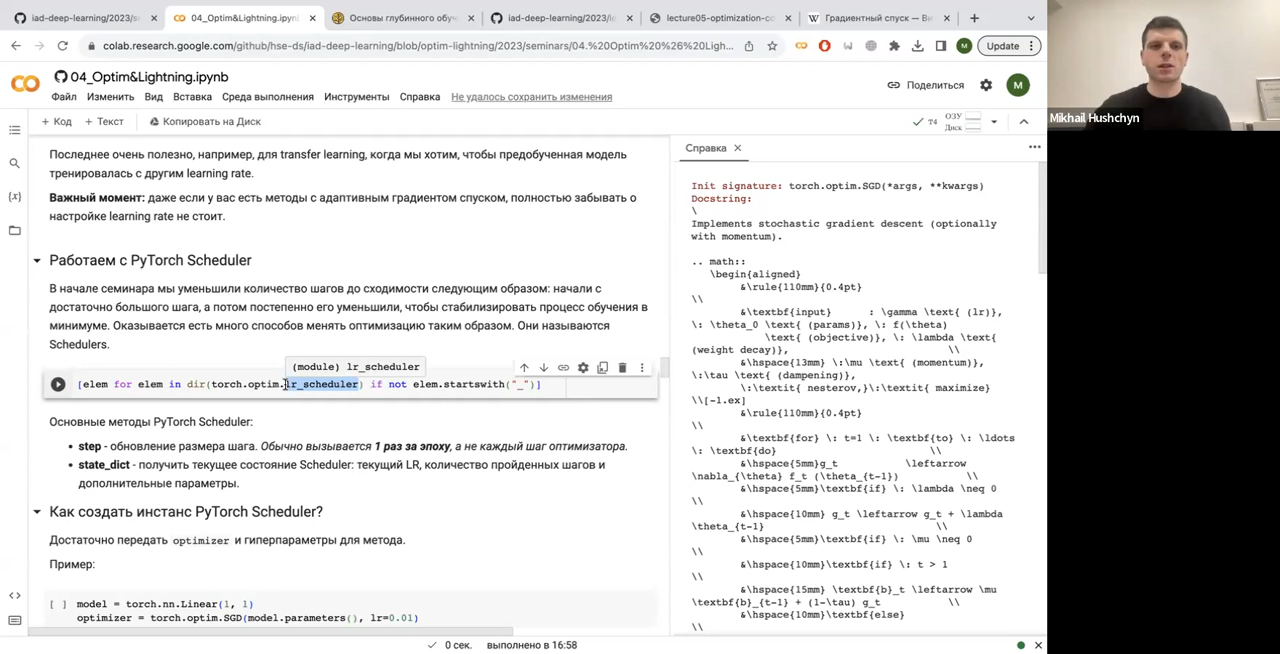 iad-deep-learning/2023/se
04_Optim&Lightning.ipynb
Основы глубинного обуч
iad-deep-learning/2023/le
lecture05-optimization-co
Градиентный спуск — Ви
colab.research.google.com/github/hse-ds/iad-deep-learning/blob/optim-lightning/2023/seminars/04.%20Optim%20%26%20Ligh...
M
Update
04_Optim&Lightning.ipynb
Поделиться
M
Файл Изменить Вид Вставка Среда выполнения Инструменты Справка Не удалось сохранить изменения
+ Код + Текст Копировать на Диск
T4 ОЗУ
Диск
Последнее очень полезно, например, для transfer learning, когда мы хотим, чтобы предобученная модель
тренировалась с другим learning rate.
Важный момент: даже если у вас есть методы с адаптивным градиентом спуском, полностью забывать о
настройке learning rate не стоит.
Работаем с PyTorch Scheduler
В начале семинара мы уменьшили количество шагов до сходимости следующим образом: начали с
достаточно большого шага, а потом постепенно его уменьшили, чтобы стабилизировать процесс обучения в
минимуме. Оказывается есть много способов менять оптимизацию таким образом. Они называются
Schedulers.
(module) lr_scheduler
[elem for elem in dir(torch.optim.lr_scheduler) if not elem.startswith("_")]
Основные методы PyTorch Scheduler:
• step - обновление размера шага. Обычно вызывается 1 раз за эпоху, а не каждый шаг оптимизатора.
• state_dict - получить текущее состояние Scheduler: текущий LR, количество пройденных шагов и
дополнительные параметры.
Как создать инстанс PyTorch Scheduler?
Достаточно передать optimizer и гиперпараметры для метода.
Пример:
[ ] model = torch.nn.Linear(1, 1)
optimizer = torch.optim.SGD(model.parameters(), lr=0.01)
Справка
Init signature: torch.optim.SGD(*args, **kwargs)
Docstring:
\
Implements stochastic gradient descent (optionally
with momentum).
.. math::
\begin{aligned}
&\rule{110mm}{0.4pt}
\\
&\textbf{input} : \gamma \text{ (lr)},
\: \theta_0 \text{ (params)}, \: f(\theta)
\text{ (objective)}, \: \lambda \text{
(weight decay)}, \\
&\hspace{13mm} \:\mu \text{ (momentum)},
\:\tau \text{ (dampening)},
\:\textit{ nesterov,}\:\textit{ maximize}
\\[-1.ex]
&\rule{110mm}{0.4pt}
\\
&\textbf{for} \: t=1 \: \textbf{to} \: \ldots
\: \textbf{do} \\
&\hspace{5mm}g_t \leftarrow
\nabla_{\theta} f_t (\theta_{t-1}) \\
&\hspace{5mm}\textbf{if} \: \lambda \neq 0
\\
&\hspace{10mm} g_t \leftarrow g_t + \lambda
\theta_{t-1} \\
&\hspace{5mm}\textbf{if} \: \mu \neq 0
\\
&\hspace{10mm}\textbf{if} \: t > 1
\\
&\hspace{15mm} \textbf{b}_t \leftarrow \mu
\textbf{b}_{t-1} + (1-\tau) g_t \\
&\hspace{10mm}\textbf{else}
\\
0 сек. выполнено в 16:58
Mikhail Hushchyn